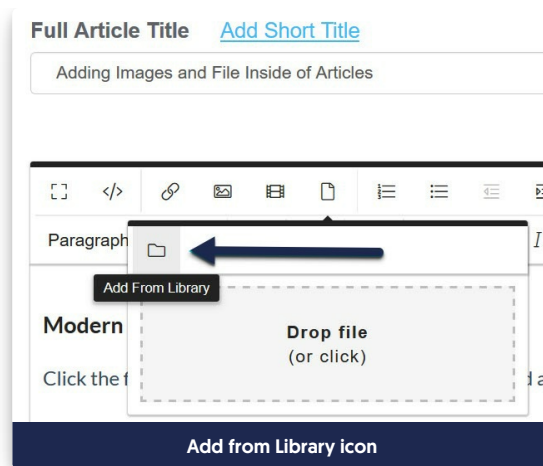 Full Article Title Add Short Title
Adding Images and File Inside of Articles
Paragraph
Add From Library
Modern
Drop file
(or click)
Click the f
Add from Library icon